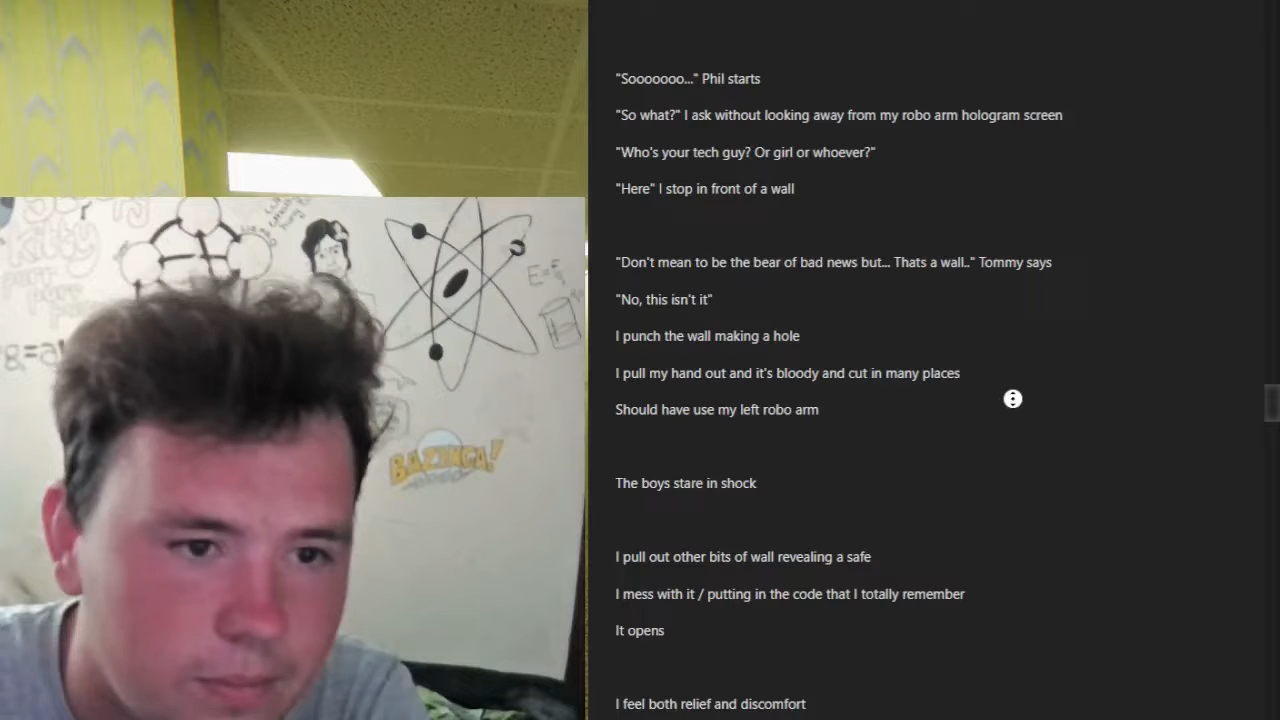 Kitty
purr
purr
purr
E=
BAZINGA!
"Sooooooo..." Phil starts
"So what?" I ask without looking away from my robo arm hologram screen
"Who's your tech guy? Or girl or whoever?"
"Here" I stop in front of a wall
"Don't mean to be the bear of bad news but... Thats a wall.." Tommy says
"No, this isn't it"
I punch the wall making a hole
I pull my hand out and it's bloody and cut in many places
Should have use my left robo arm
The boys stare in shock
I pull out other bits of wall revealing a safe
I mess with it / putting in the code that I totally remember
It opens
I feel both relief and discomfort